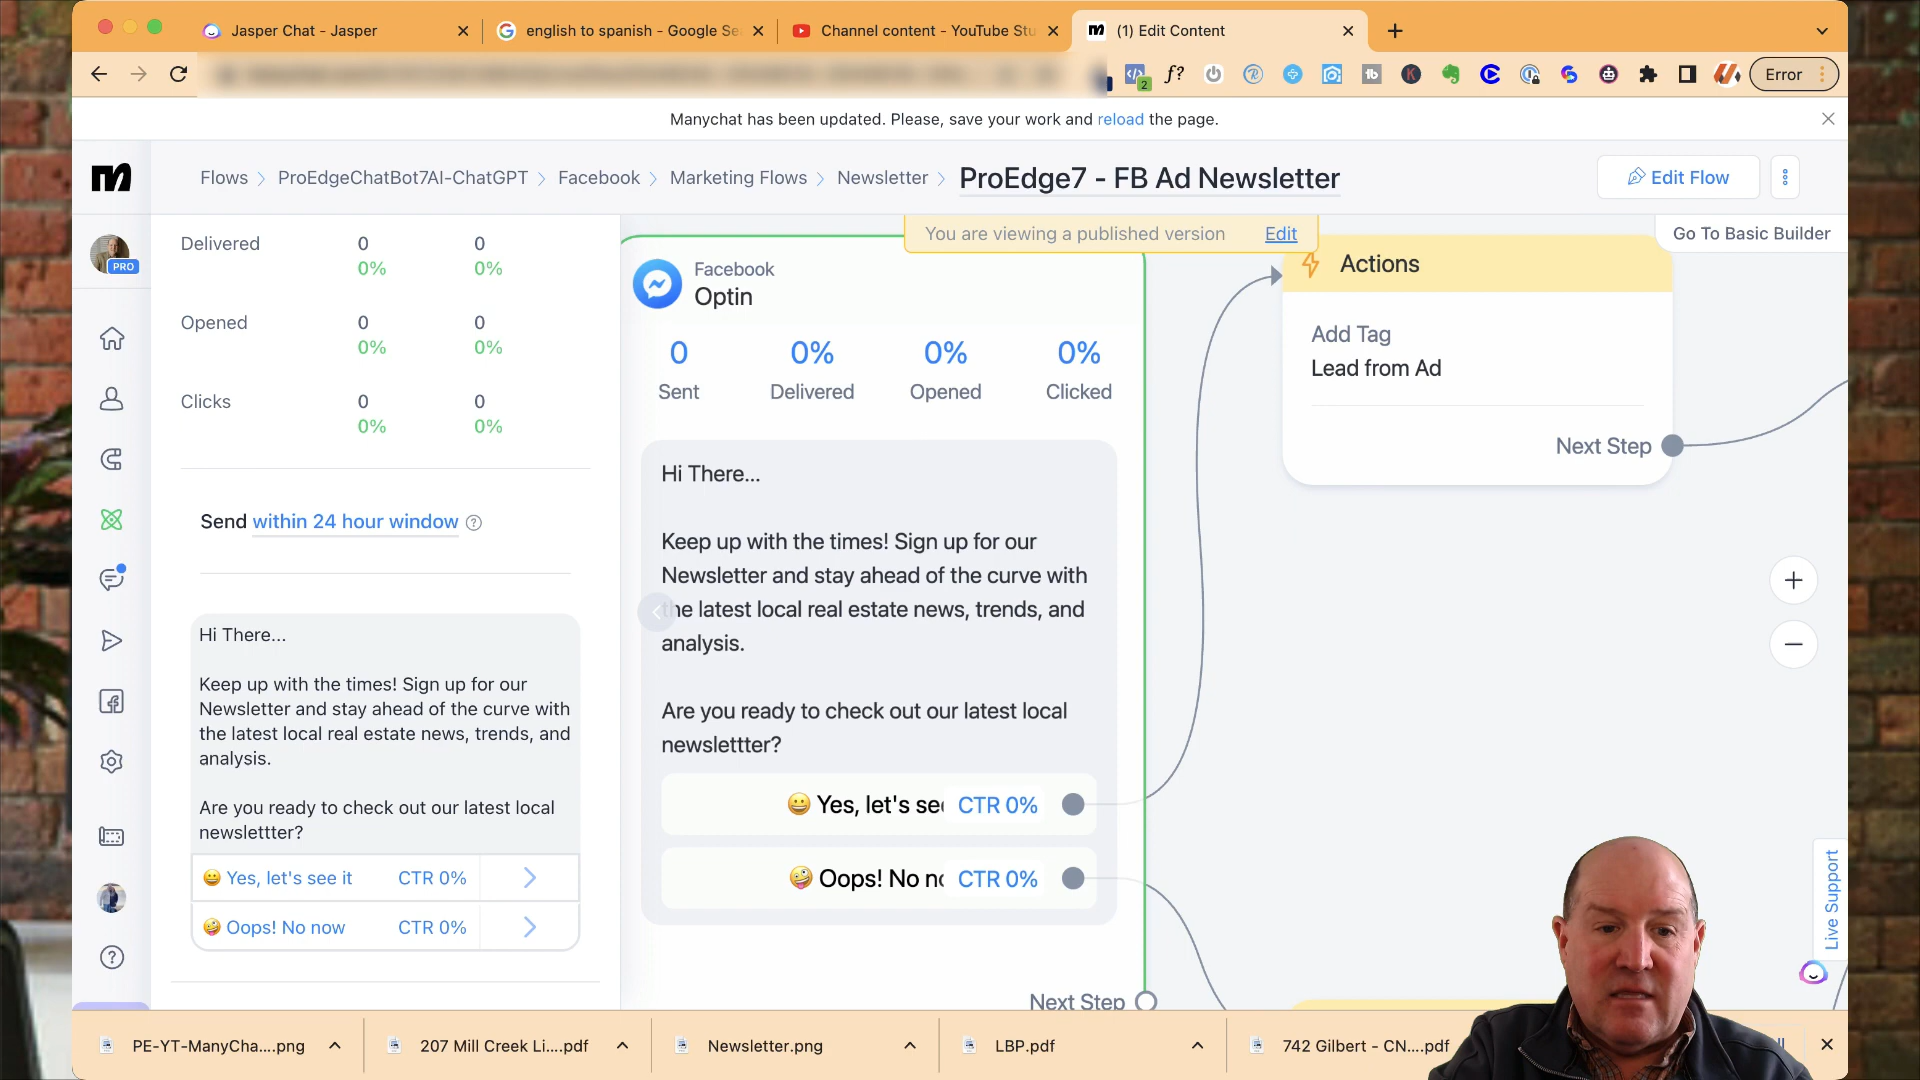 Jasper Chat - Jasper
english to spanish - Google Se
Channel content - YouTube Stu
(1) Edit Content
2
f?
Error
Manychat has been updated. Please, save your work and reload the page.
Flows
ProEdgeChatBot7AI-ChatGPT
Facebook
Marketing Flows
Newsletter
ProEdge7 - FB Ad Newsletter
Edit Flow
PRO
You are viewing a published version Edit
Go To Basic Builder
Delivered 0 0
0% 0%
Opened 0 0
0% 0%
Clicks 0 0
0% 0%
Send within 24 hour window
Hi There...
Keep up with the times! Sign up for our
Newsletter and stay ahead of the curve with
the latest local real estate news, trends, and
analysis.
Are you ready to check out our latest local
newslettter?
😀 Yes, let's see it CTR 0%
🤪 Oops! No now CTR 0%
Facebook
Optin
0 0% 0% 0%
Sent Delivered Opened Clicked
Hi There...
Keep up with the times! Sign up for our
Newsletter and stay ahead of the curve with
the latest local real estate news, trends, and
analysis.
Are you ready to check out our latest local
newslettter?
😀 Yes, let's see CTR 0%
🤪 Oops! No no CTR 0%
Next Step
Actions
Add Tag
Lead from Ad
Next Step
Live Support
PE-YT-ManyCha....png
207 Mill Creek Li....pdf
Newsletter.png
LBP.pdf
742 Gilbert - CN....pdf